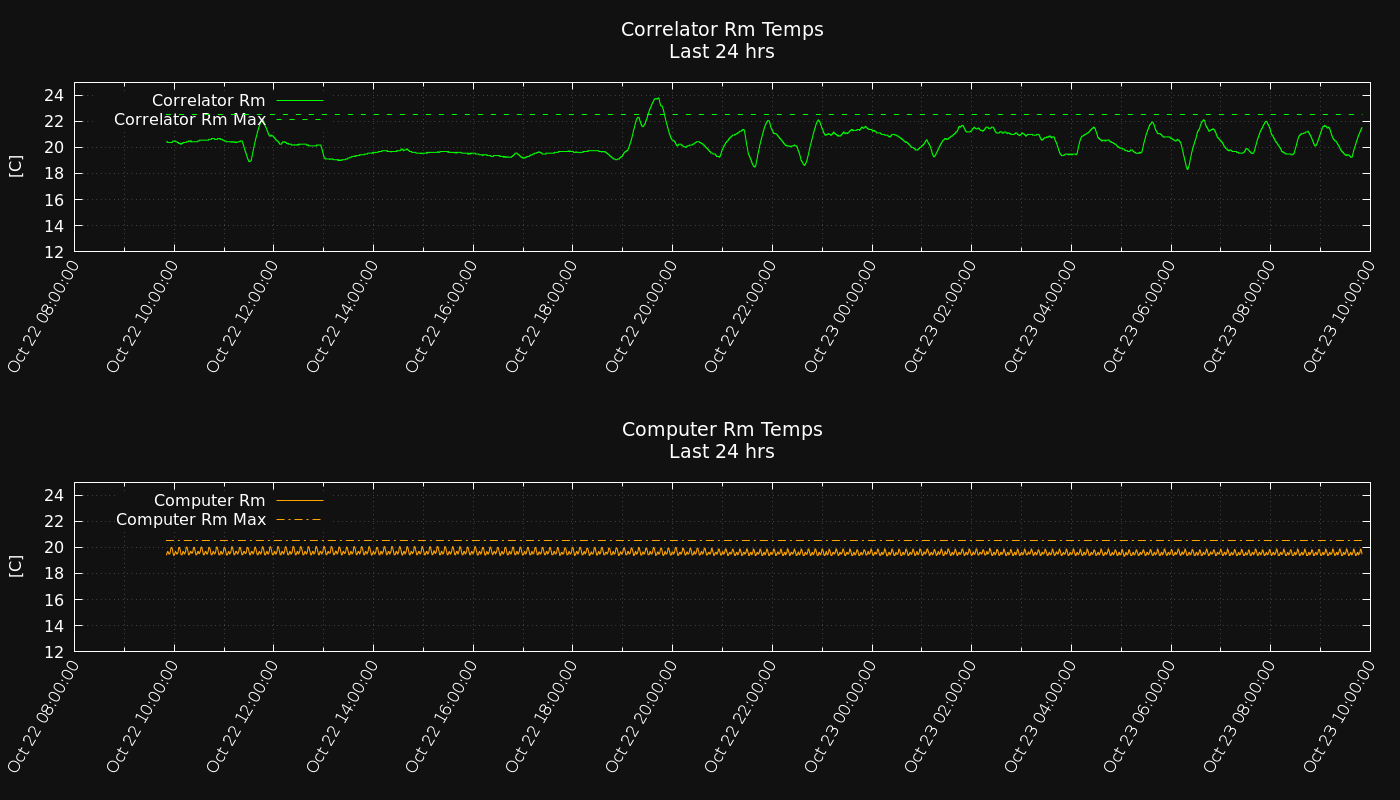 Correlator Rm Temps
Last 24 hrs
Correlator Rm
Correlator Rm Max
[C]
24
22
20
18
16
14
12
Oct 22 08:00:00
Oct 22 10:00:00
Oct 22 12:00:00
Oct 22 14:00:00
Oct 22 16:00:00
Oct 22 18:00:00
Oct 22 20:00:00
Oct 22 22:00:00
Oct 23 00:00:00
Oct 23 02:00:00
Oct 23 04:00:00
Oct 23 06:00:00
Oct 23 08:00:00
Oct 23 10:00:00
Computer Rm Temps
Last 24 hrs
Computer Rm
Computer Rm Max
[C]
24
22
20
18
16
14
12
Oct 22 08:00:00
Oct 22 10:00:00
Oct 22 12:00:00
Oct 22 14:00:00
Oct 22 16:00:00
Oct 22 18:00:00
Oct 22 20:00:00
Oct 22 22:00:00
Oct 23 00:00:00
Oct 23 02:00:00
Oct 23 04:00:00
Oct 23 06:00:00
Oct 23 08:00:00
Oct 23 10:00:00